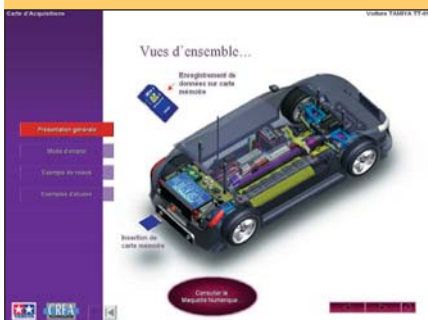 Carte d'Acquisitions
Voiture TAMIYA TT-01
Vues d'ensemble...
Enregistrement de
données sur carte
mémoire
Présentation générale
Mode d'emploi
Exemple de relevé
Exemples d'études
Insertion de
carte mémoire
Consulter la
Maquette Numérique...
CREA